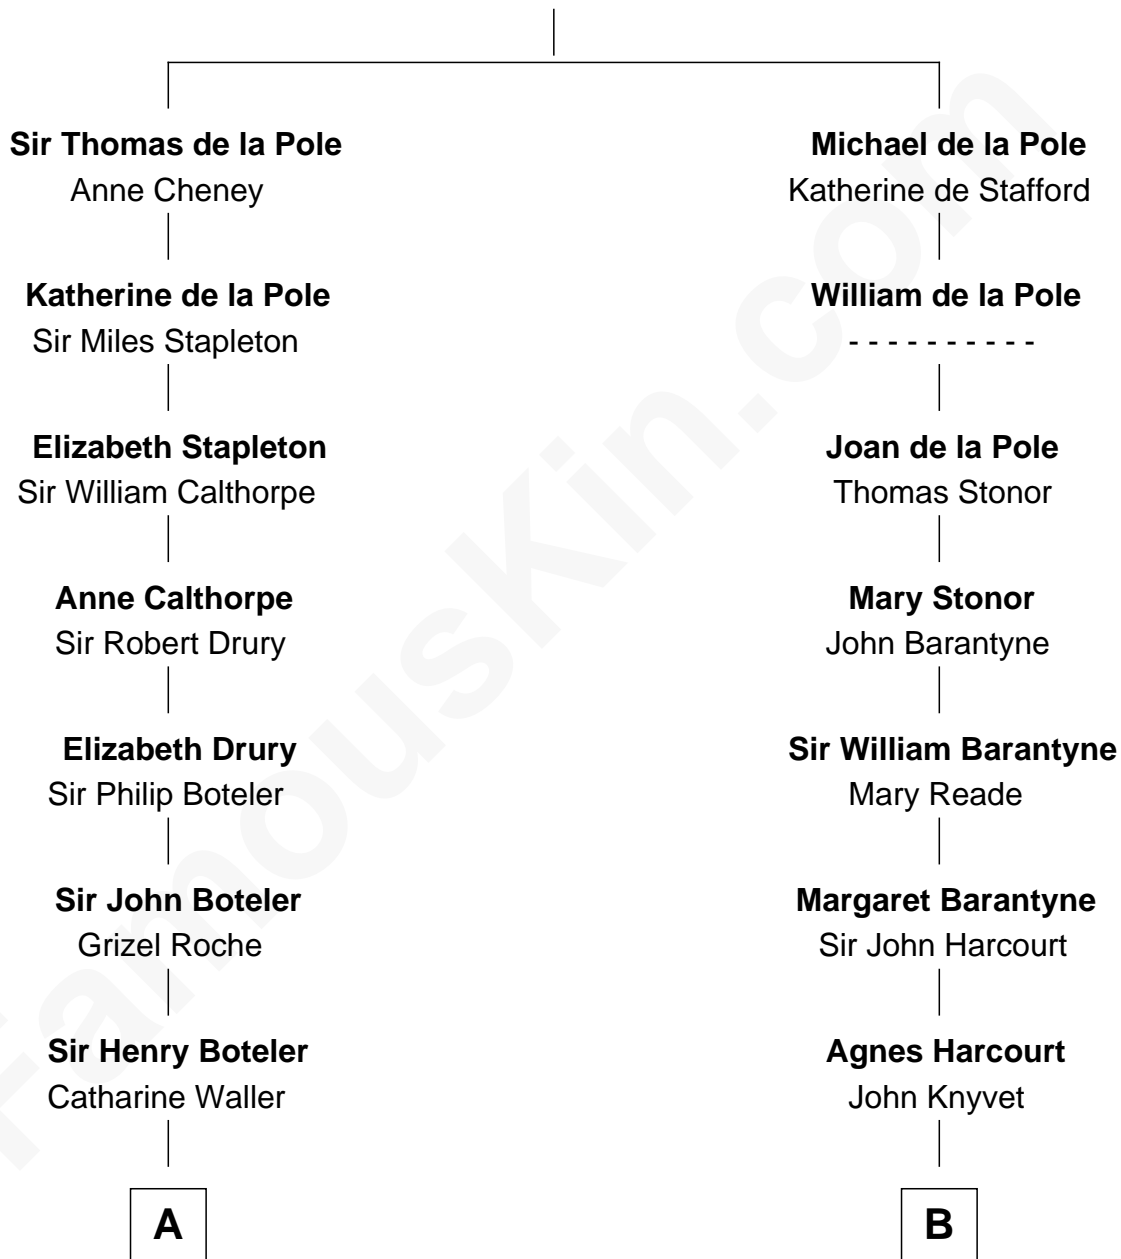 Sir Thomas de la Pole
Anne Cheney
Katherine de la Pole
Sir Miles Stapleton
Elizabeth Stapleton
Sir William Calthorpe
Anne Calthorpe
Sir Robert Drury
Elizabeth Drury
Sir Philip Boteler
Sir John Boteler
Grizel Roche
Sir Henry Boteler
Catharine Waller
A
Michael de la Pole
Katherine de Stafford
William de la Pole
- - - - - - - - - -
Joan de la Pole
Thomas Stonor
Mary Stonor
John Barantyne
Sir William Barantyne
Mary Reade
Margaret Barantyne
Sir John Harcourt
Agnes Harcourt
John Knyvet
B
FamousKin.com